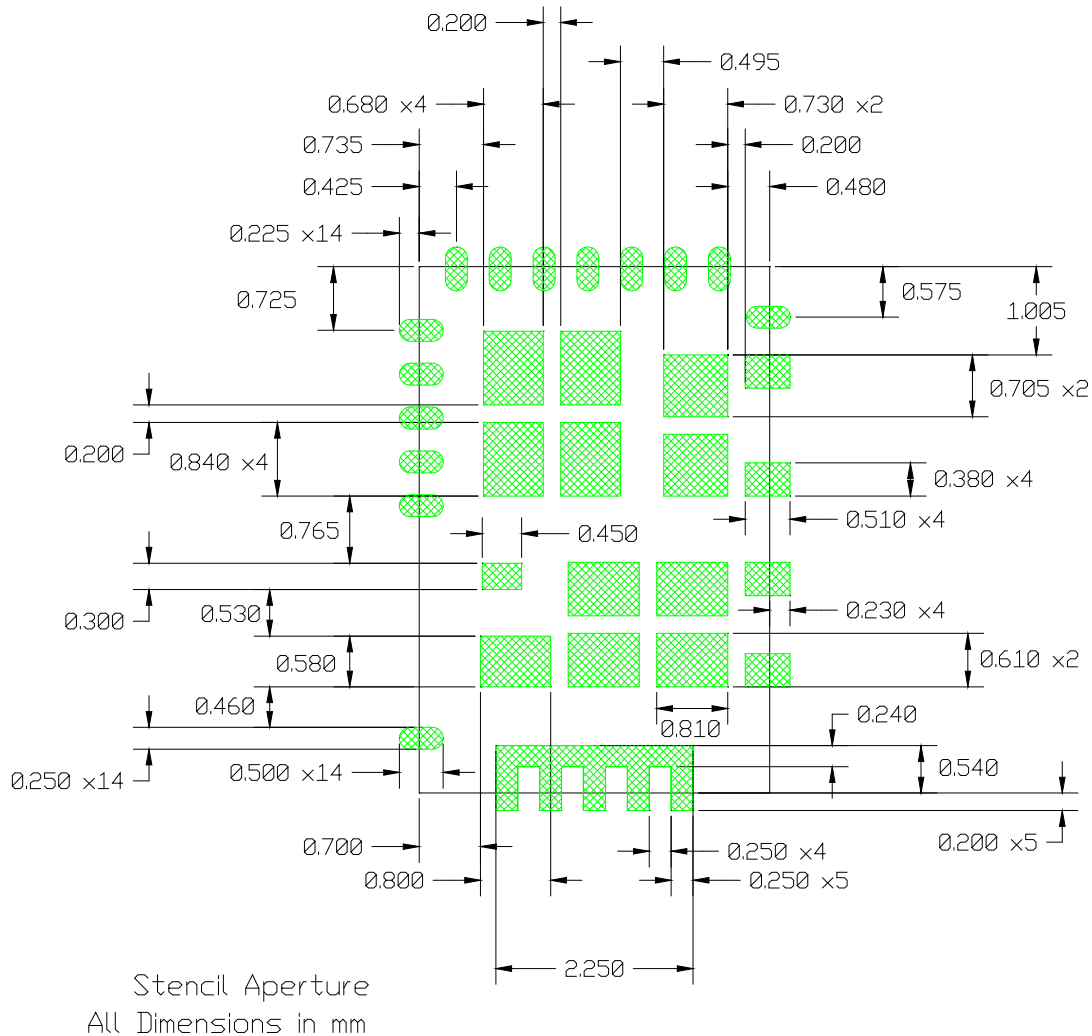 0.200
0.495
0.680 x4
0.730 x2
0.735
0.200
0.425
0.480
0.225 x14
0.725
0.575
1.005
0.705 x2
0.200
0.840 x4
0.380 x4
0.765
0.450
0.510 x4
0.300
0.530
0.230 x4
0.580
0.610 x2
0.460
0.810
0.240
0.250 x14
0.500 x14
0.540
0.700
0.250 x4
0.200 x5
0.800
0.250 x5
2.250
Stencil Aperture
All Dimensions in mm